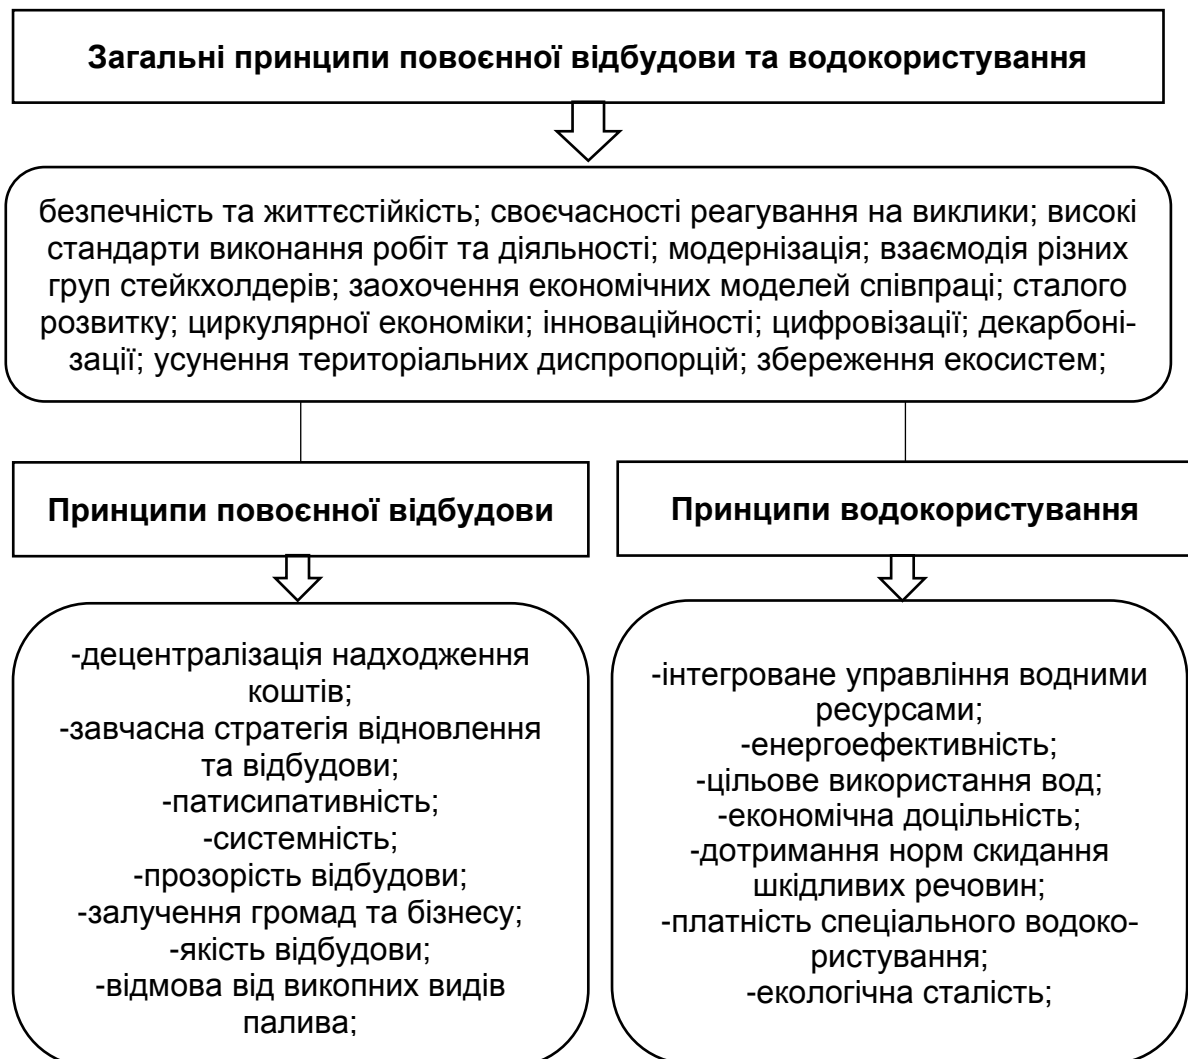 Загальні принципи повоєнної відбудови та водокористування
безпечність та життєстійкість; своєчасності реагування на виклики; високі
стандарти виконання робіт та діяльності; модернізація; взаємодія різних
груп стейкхолдерів; заохочення економічних моделей співпраці; сталого
розвитку; циркулярної економіки; інноваційності; цифровізації; декарбоні-
зації; усунення територіальних диспропорцій; збереження екосистем;
Принципи повоєнної відбудови
-децентралізація надходження
коштів;
-завчасна стратегія відновлення
та відбудови;
-патисипативність;
-системність;
-прозорість відбудови;
-залучення громад та бізнесу;
-якість відбудови;
-відмова від викопних видів
палива;
Принципи водокористування
-інтегроване управління водними
ресурсами;
-енергоефективність;
-цільове використання вод;
-економічна доцільність;
-дотримання норм скидання
шкідливих речовин;
-платність спеціального водоко-
ристування;
-екологічна сталість;